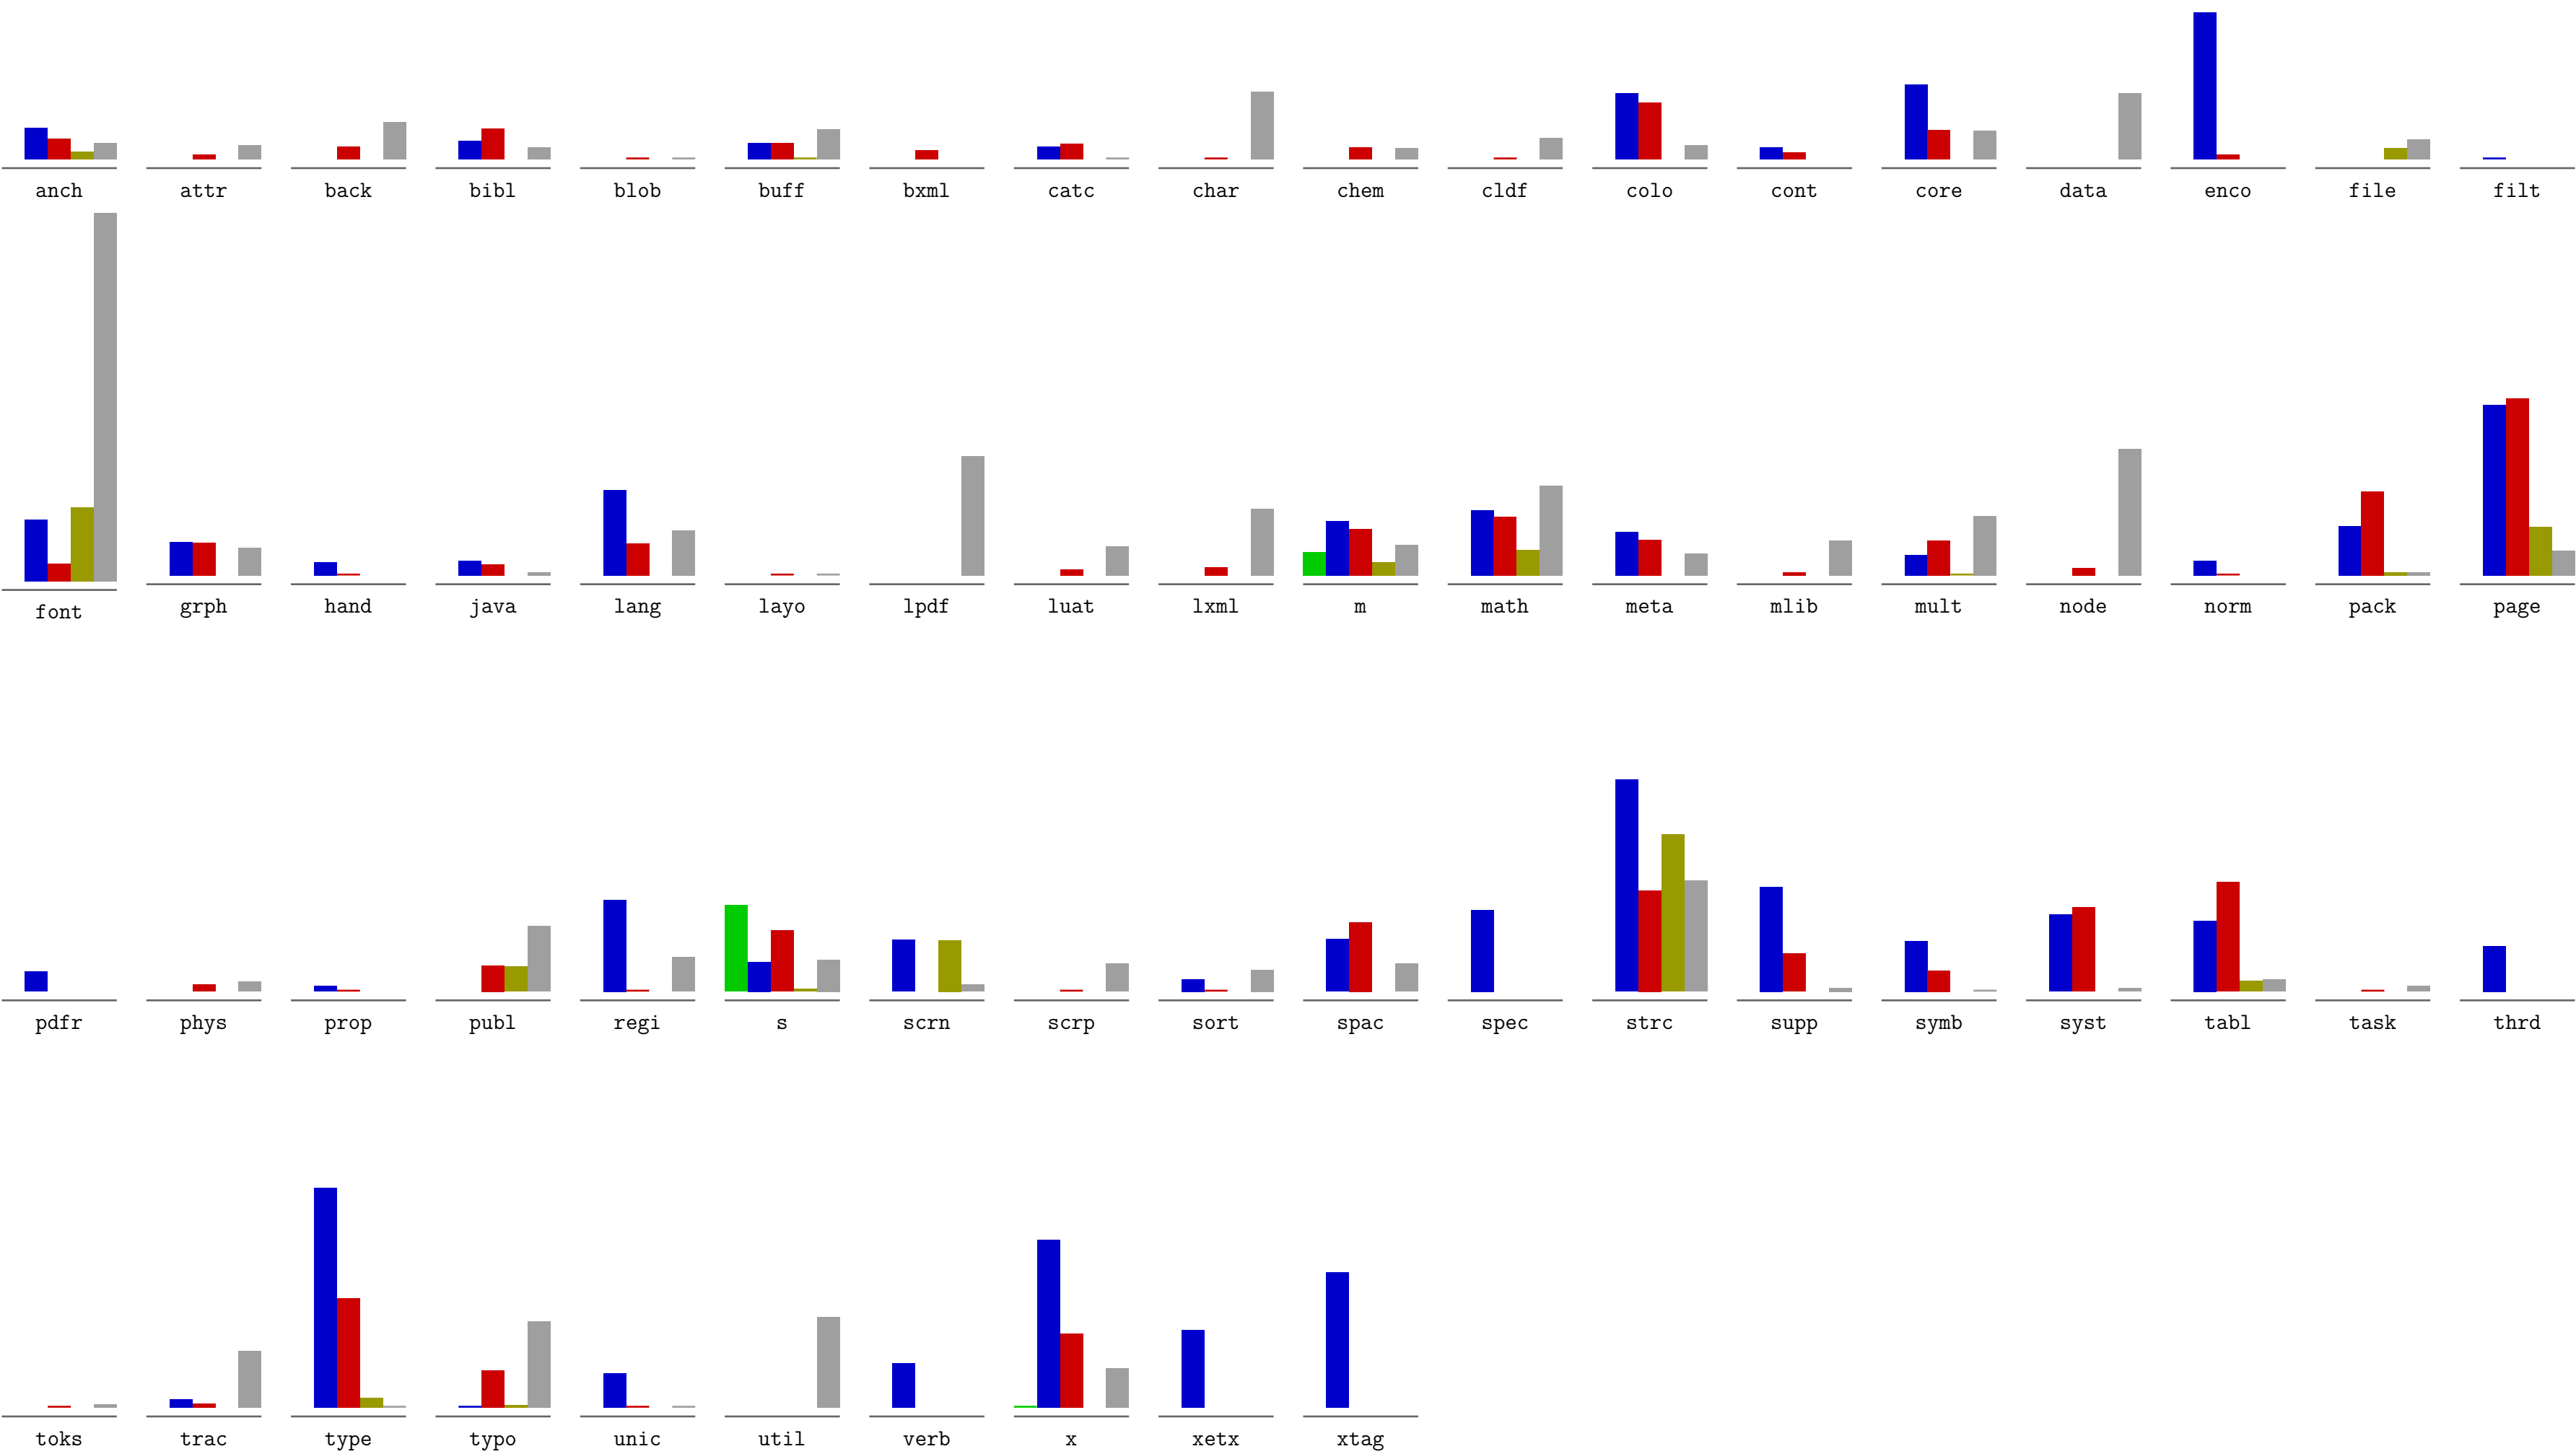 anch attr back bibl blob buff bxml catc char chem cldf colo cont core data enco file filt
font grph hand java lang layo lpdf luat lxml m math meta mlib mult node norm pack page
pdfr phys prop publ regi s scrn scrp sort spac spec strc supp symb syst tabl task thrd
toks trac type typo unic util verb x xetx xtag